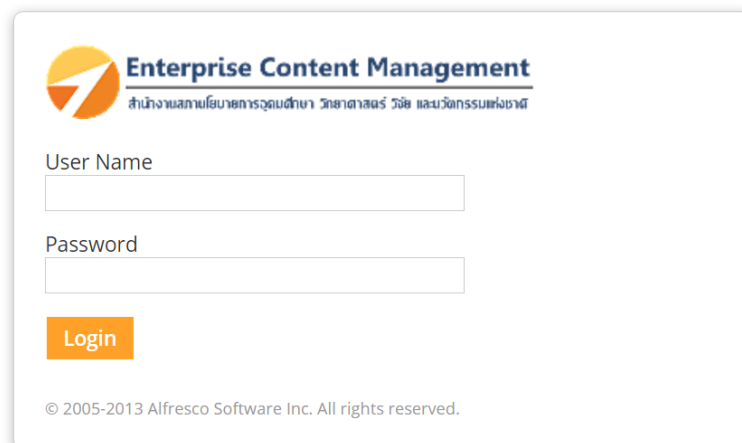 Enterprise Content Management
สำนักงานสภานโยบายการอุดมศึกษา วิทยาศาสตร์ วิจัย และนวัตกรรมแห่งชาติ
User Name
Password
Login
© 2005-2013 Alfresco Software Inc. All rights reserved.